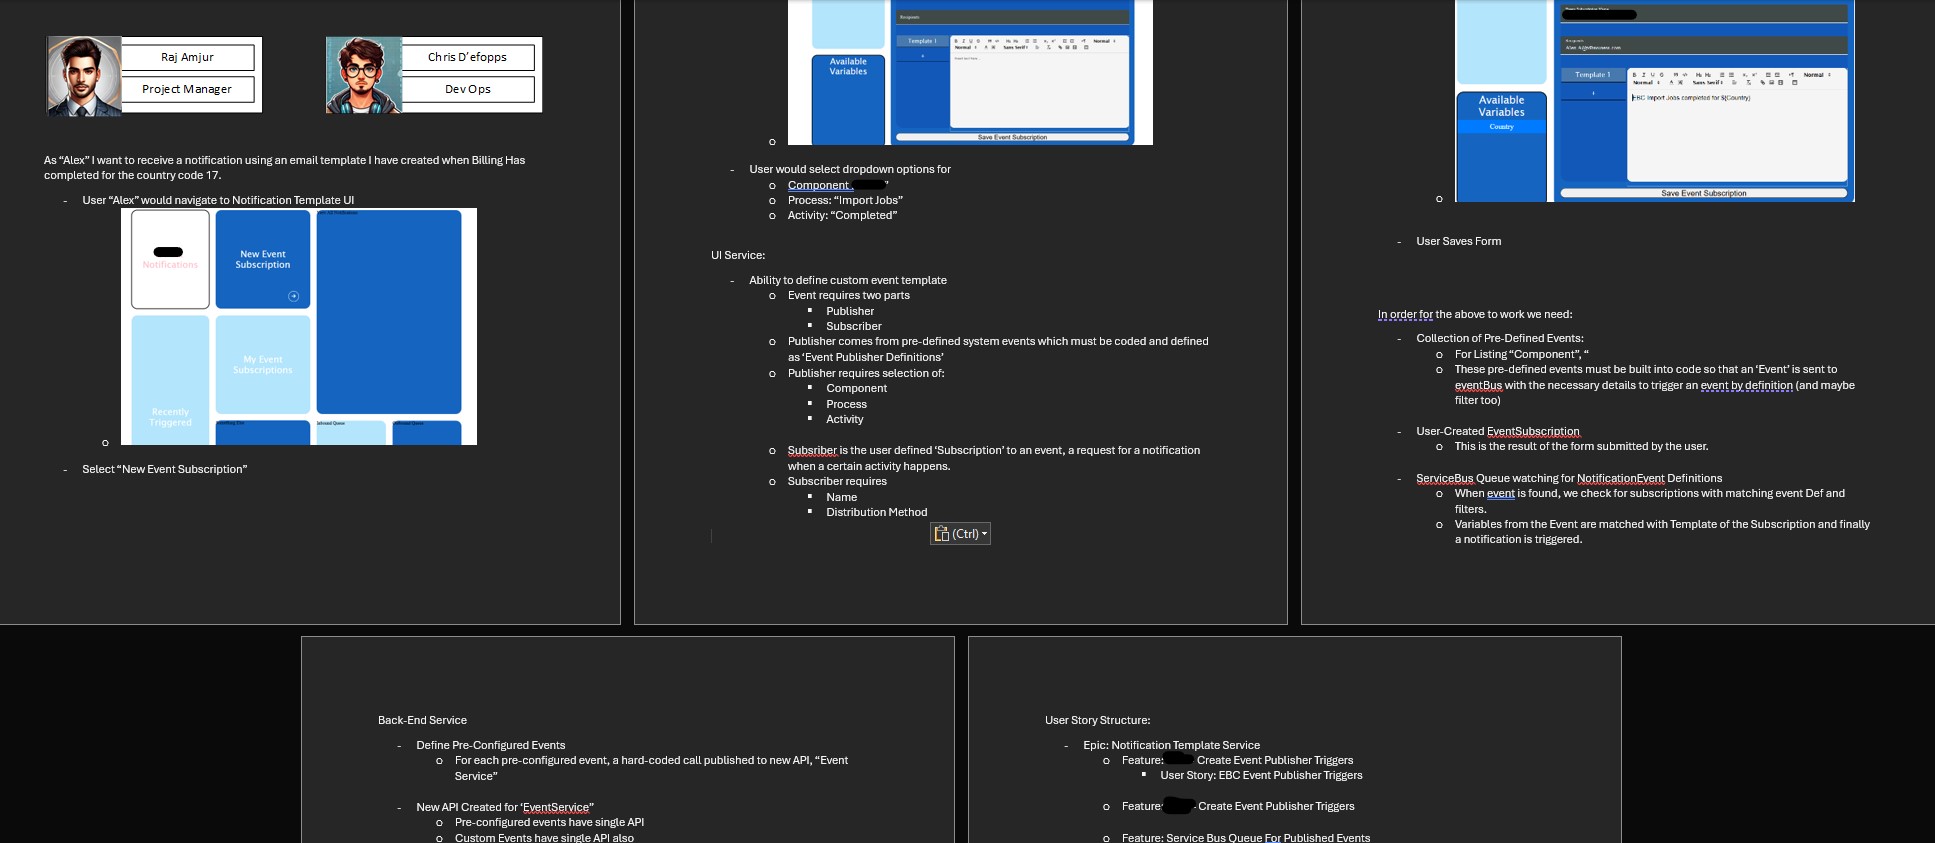 Raj Amjur
Project Manager
Chris D’efopps
Dev Ops
As “Alex” I want to receive a notification using an email template I have created when Billing Has
completed for the country code 17.
- User “Alex” would navigate to Notification Template UI
Notifications
New Event
Subscription
My Event
Subscriptions
Recently
Triggered
Inbound Queue
o
- Select “New Event Subscription”
Recipients
Template 1
Normal
Normal
Sans Serif
Available
Variables
Save Event Subscription
o
- User would select dropdown options for
o Component
o Process: “Import Jobs”
o Activity: “Completed”
UI Service:
- Ability to define custom event template
o Event requires two parts
▪ Publisher
▪ Subscriber
o Publisher comes from pre-defined system events which must be coded and defined
as ‘Event Publisher Definitions’
o Publisher requires selection of:
▪ Component
▪ Process
▪ Activity
o Subsriber is the user defined ‘Subscription’ to an event, a request for a notification
when a certain activity happens.
o Subscriber requires
▪ Name
▪ Distribution Method
(Ctrl)
Recipients
Template 1
Normal
Normal
Sans Serif
EBC Import Jobs completed for ${Country}
Available
Variables
Country
Save Event Subscription
o
- User Saves Form
In order for the above to work we need:
- Collection of Pre-Defined Events:
o For Listing “Component”, “
o These pre-defined events must be built into code so that an ‘Event’ is sent to
eventBus with the necessary details to trigger an event by definition (and maybe
filter too)
- User-Created EventSubscription
o This is the result of the form submitted by the user.
- ServiceBus Queue watching for NotificationEvent Definitions
o When event is found, we check for subscriptions with matching event Def and
filters.
o Variables from the Event are matched with Template of the Subscription and finally
a notification is triggered.
Back-End Service
- Define Pre-Configured Events
o For each pre-configured event, a hard-coded call published to new API, “Event
Service”
- New API Created for ‘EventService”
o Pre-configured events have single API
o Custom Events have single API also
User Story Structure:
- Epic: Notification Template Service
o Feature: Create Event Publisher Triggers
▪ User Story: EBC Event Publisher Triggers
o Feature: Create Event Publisher Triggers
o Feature: Service Bus Queue For Published Events